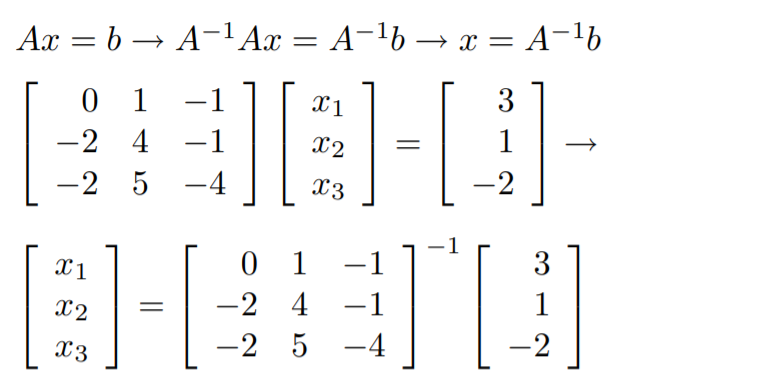 Ax = b → A⁻¹Ax = A⁻¹b → x = A⁻¹b
[ 0 1 −1 ] [ x₁ ] [ 3 ]
[ −2 4 −1 ] [ x₂ ] = [ 1 ] →
[ −2 5 −4 ] [ x₃ ] [ −2 ]
[ x₁ ] [ 0 1 −1 ]⁻¹ [ 3 ]
[ x₂ ] = [ −2 4 −1 ] [ 1 ]
[ x₃ ] [ −2 5 −4 ] [ −2 ]